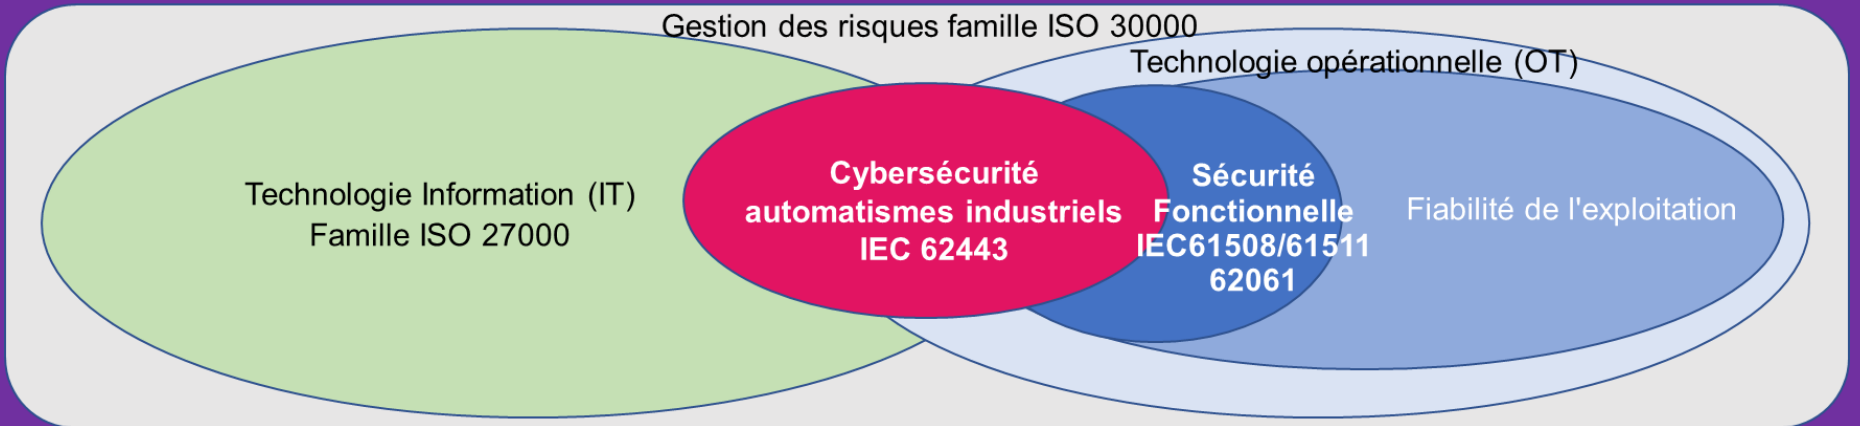 Gestion des risques famille ISO 30000
Technologie opérationnelle (OT)
Technologie Information (IT)
Famille ISO 27000
Cybersécurité
automatismes industriels
IEC 62443
Sécurité
Fonctionnelle
IEC61508/61511
62061
Fiabilité de l'exploitation